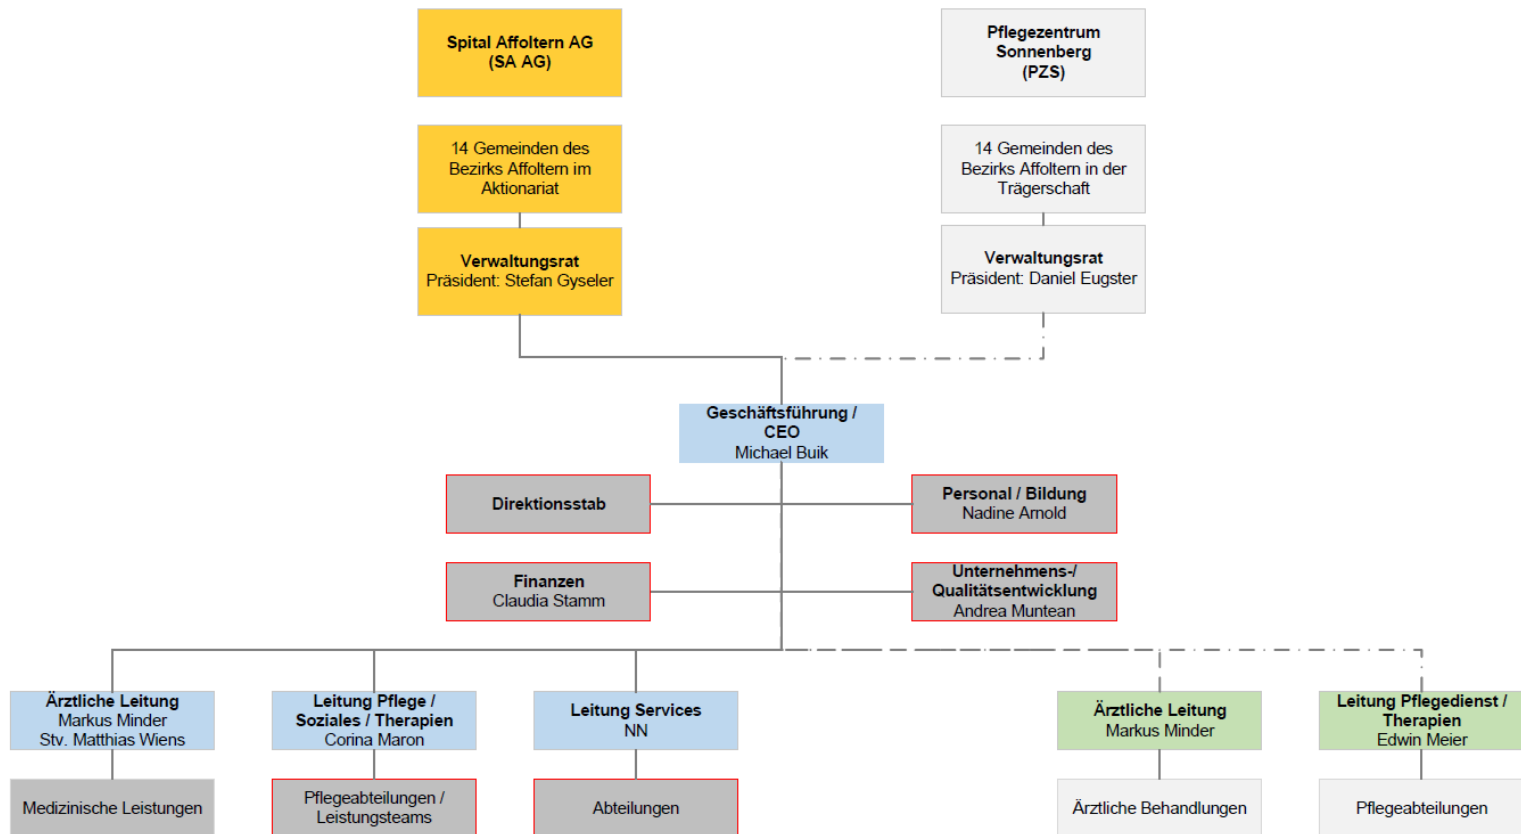 Spital Affoltern AG
(SA AG)
Pflegezentrum
Sonnenberg
(PZS)
14 Gemeinden des
Bezirks Affoltern im
Aktionariat
14 Gemeinden des
Bezirks Affoltern in der
Trägerschaft
Verwaltungsrat
Präsident: Stefan Gyseler
Verwaltungsrat
Präsident: Daniel Eugster
Geschäftsführung /
CEO
Michael Buik
Direktionsstab
Personal / Bildung
Nadine Arnold
Finanzen
Claudia Stamm
Unternehmens-/
Qualitätsentwicklung
Andrea Muntean
Ärztliche Leitung
Markus Minder
Stv. Matthias Wiens
Leitung Pflege /
Soziales / Therapien
Corina Maron
Leitung Services
NN
Ärztliche Leitung
Markus Minder
Leitung Pflegedienst /
Therapien
Edwin Meier
Medizinische Leistungen
Pflegeabteilungen /
Leistungsteams
Abteilungen
Ärztliche Behandlungen
Pflegeabteilungen